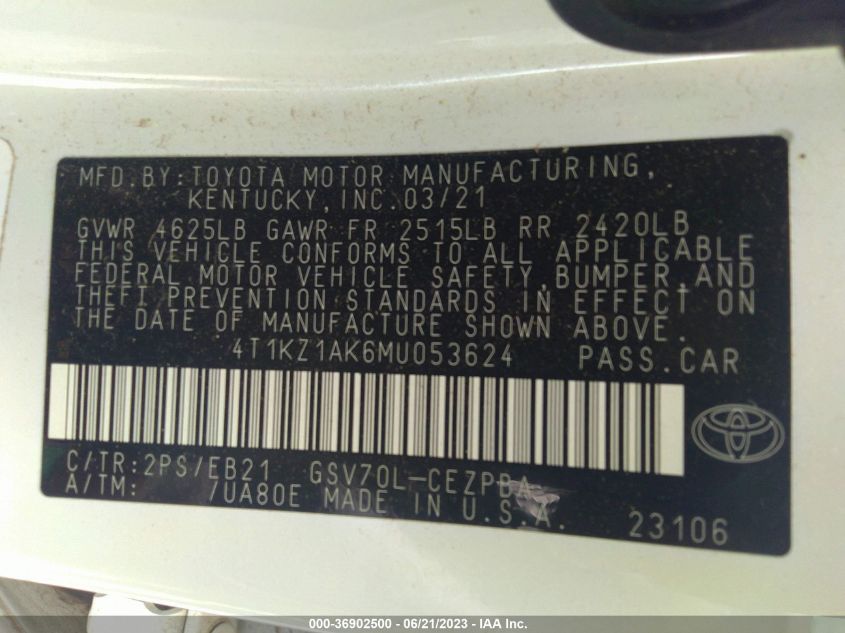 MFD.BY:TOYOTA MOTOR MANUFACTURING,
KENTUCKY, INC.03/21
GVWR 4625LB GAWR FR 2515LB RR 2420LB
THIS VEHICLE CONFORMS TO ALL APPLICABLE
FEDERAL MOTOR VEHICLE SAFETY,BUMPER,AND
THEFT PREVENTION STANDARDS IN EFFECT ON
THE DATE OF MANUFACTURE SHOWN ABOVE.
4T1KZ1AK6MU053624 PASS.CAR
C/TR:2PS/EB21 GSV70L-CEZPBA
A/TM: /UA80E MADE IN U.S.A. 23106
000-36902500 - 06/21/2023 - IAA Inc.